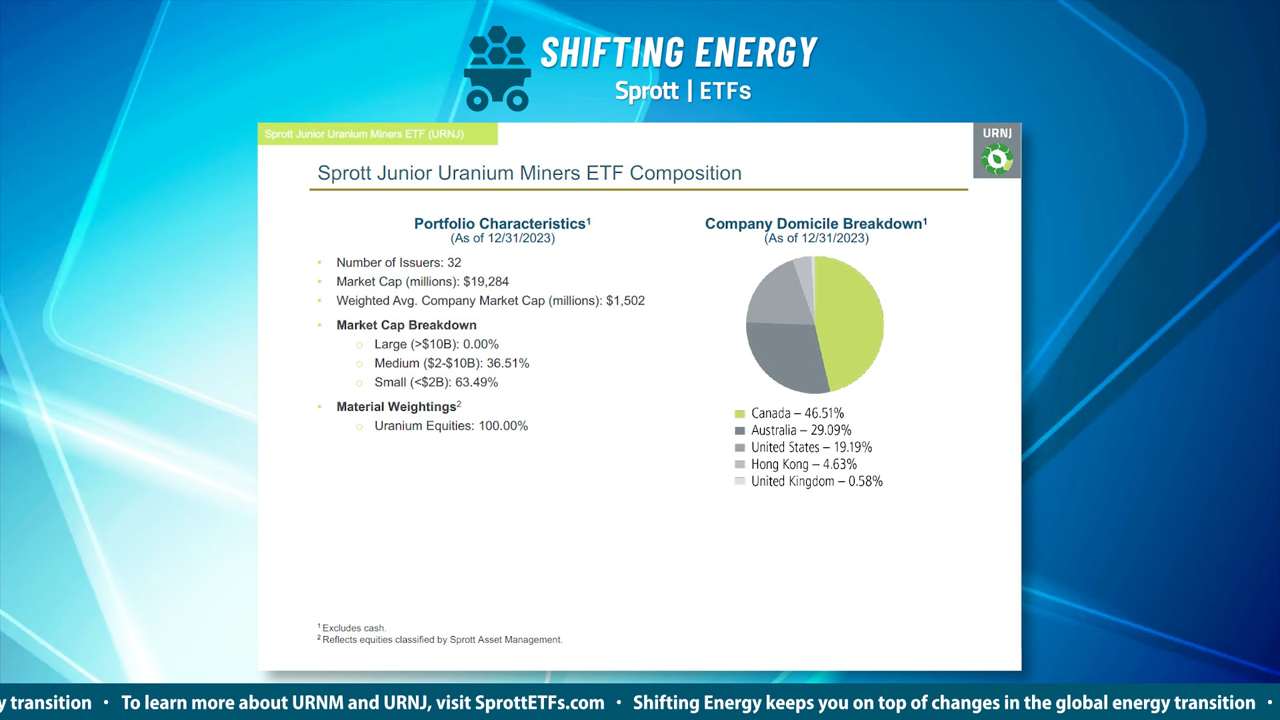 SHIFTING ENERGY
Sprott | ETFs
Sprott Junior Uranium Miners ETF (URNJ)
URNJ
Sprott Junior Uranium Miners ETF Composition
Portfolio Characteristics¹
(As of 12/31/2023)
• Number of Issuers: 32
• Market Cap (millions): $19,284
• Weighted Avg. Company Market Cap (millions): $1,502
• Market Cap Breakdown
○ Large (>$10B): 0.00%
○ Medium ($2-$10B): 36.51%
○ Small (<$2B): 63.49%
• Material Weightings²
○ Uranium Equities: 100.00%
Company Domicile Breakdown¹
(As of 12/31/2023)
Canada – 46.51%
Australia – 29.09%
United States – 19.19%
Hong Kong – 4.63%
United Kingdom – 0.58%
¹ Excludes cash.
² Reflects equities classified by Sprott Asset Management.
y transition • To learn more about URNM and URNJ, visit SprottETFs.com • Shifting Energy keeps you on top of changes in the global energy transition •